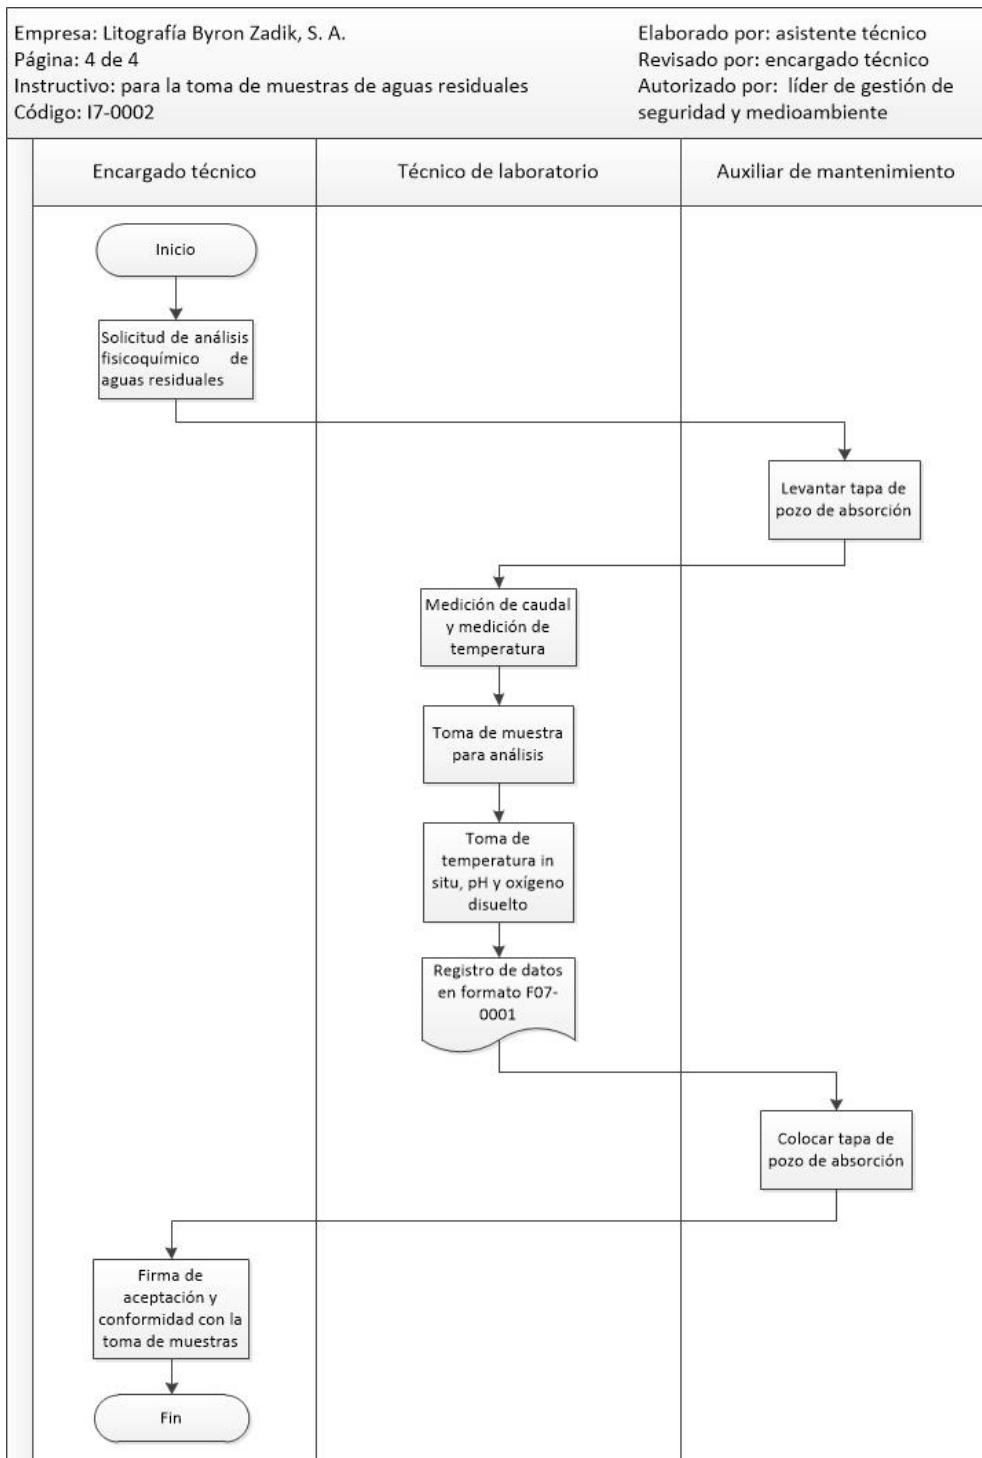 Empresa: Litografía Byron Zadik, S. A.
Página: 4 de 4
Instructivo: para la toma de muestras de aguas residuales
Código: I7-0002
Elaborado por: asistente técnico
Revisado por: encargado técnico
Autorizado por: líder de gestión de
seguridad y medioambiente
Encargado técnico
Técnico de laboratorio
Auxiliar de mantenimiento
Inicio
Solicitud de análisis
fisicoquímico de
aguas residuales
Levantar tapa de
pozo de absorción
Medición de caudal
y medición de
temperatura
Toma de muestra
para análisis
Toma de
temperatura in
situ, pH y oxígeno
disuelto
Registro de datos
en formato F07-
0001
Colocar tapa de
pozo de absorción
Firma de
aceptación y
conformidad con la
toma de muestras
Fin